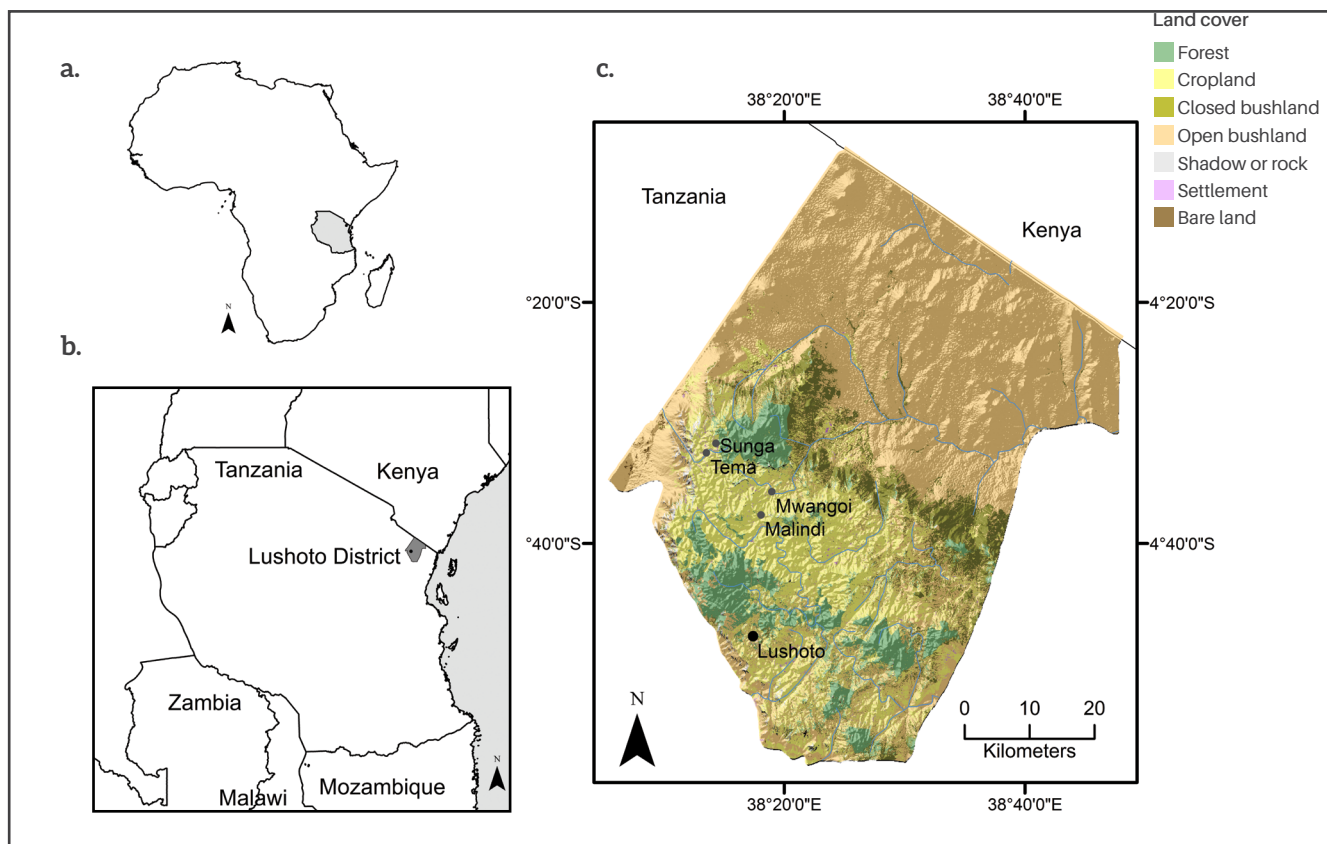 a.
N
b.
Tanzania
Kenya
Lushoto District
Zambia
Malawi
Mozambique
N
c.
38°20'0"E
38°40'0"E
Tanzania
Kenya
°20'0"S
4°20'0"S
Sunga
Tema
Mwangoi
Malindi
°40'0"S
4°40'0"S
Lushoto
N
0 10 20
Kilometers
38°20'0"E
38°40'0"E
Land cover
Forest
Cropland
Closed bushland
Open bushland
Shadow or rock
Settlement
Bare land